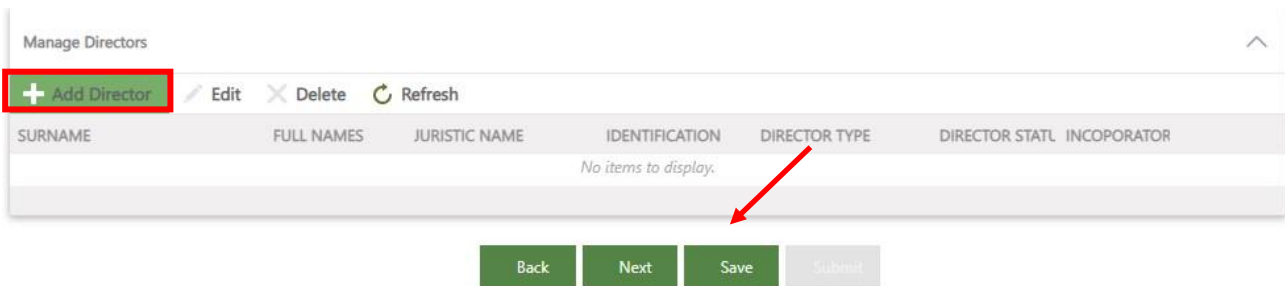 Manage Directors
Add Director Edit Delete Refresh
SURNAME FULL NAMES JURISTIC NAME IDENTIFICATION DIRECTOR TYPE DIRECTOR STATU INCOPORATOR
No items to display.
Back Next Save Submit